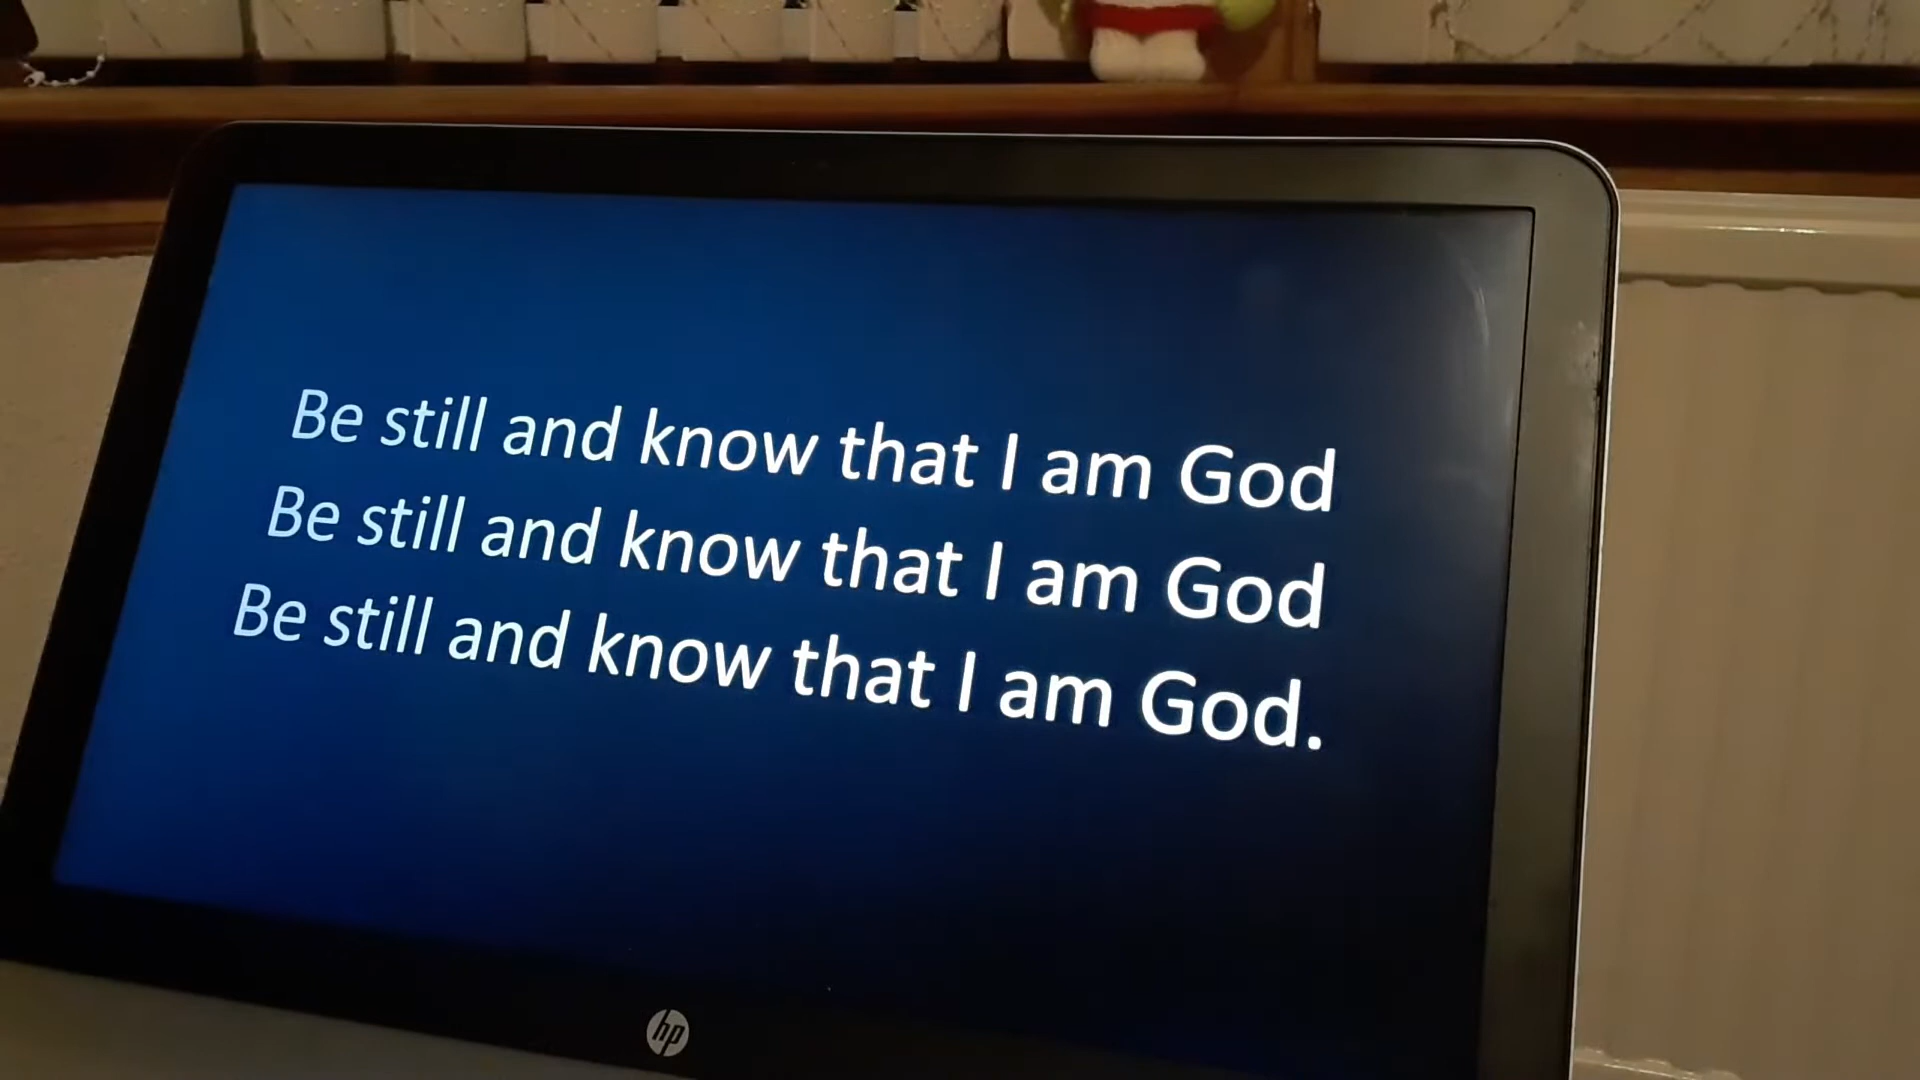 Be still and know that I am God
Be still and know that I am God
Be still and know that I am God.
hp